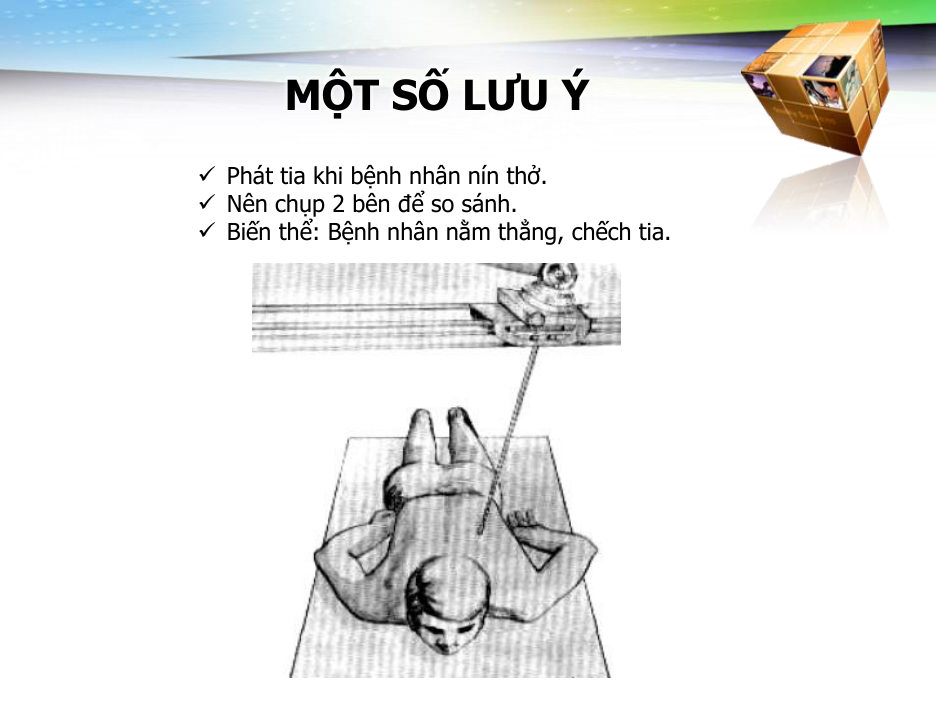 MỘT SỐ LƯU Ý
✓ Phát tia khi bệnh nhân nín thở.
✓ Nên chụp 2 bên để so sánh.
✓ Biến thể: Bệnh nhân nằm thẳng, chếch tia.